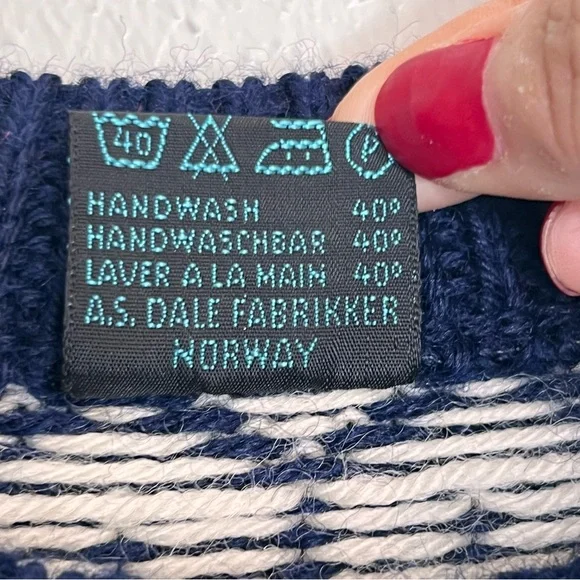 40 P
HANDWASH 40°
HANDWASCHBAR 40°
LAVER A LA MAIN 40°
A.S. DALE FABRIKKER
NORWAY